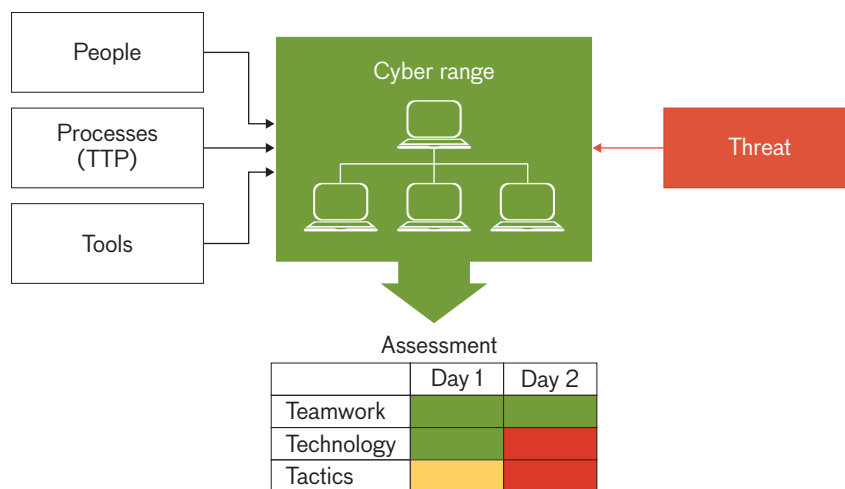 People
Cyber range
Processes
(TTP)
Threat
Tools
Assessment
Day 1 Day 2
Teamwork
Technology
Tactics